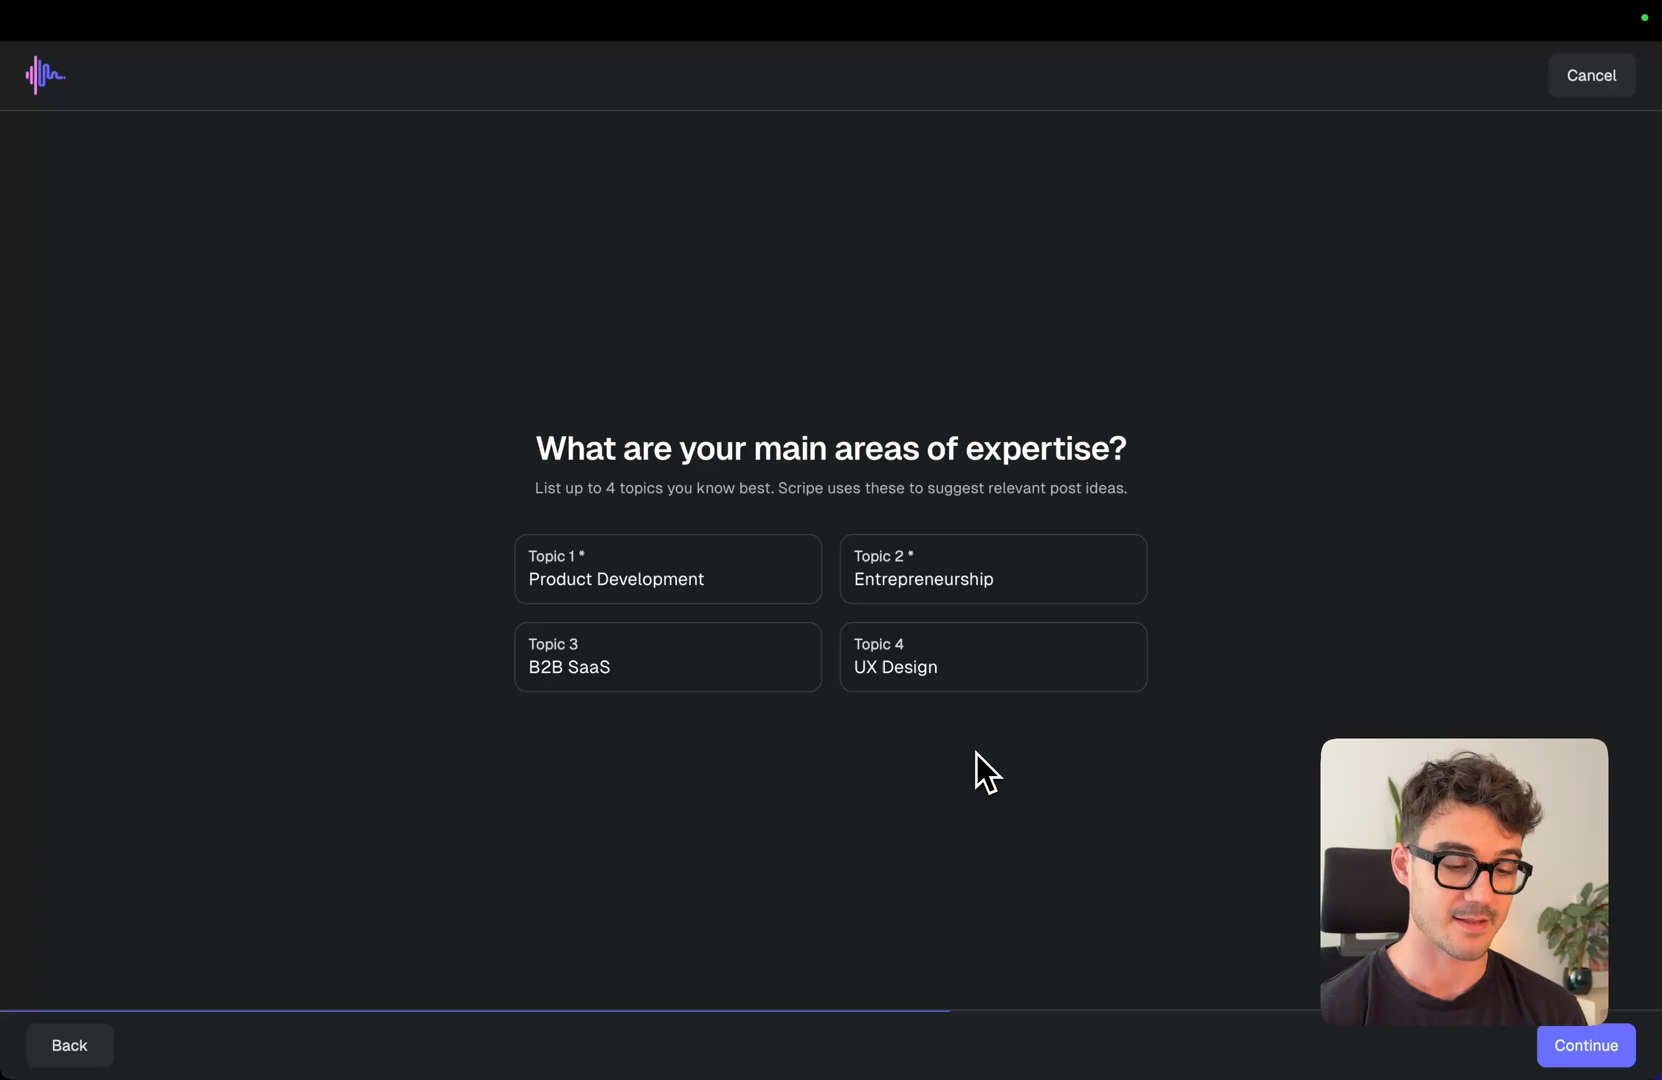 Cancel
What are your main areas of expertise?
List up to 4 topics you know best. Scripe uses these to suggest relevant post ideas.
Topic 1 *
Product Development
Topic 2 *
Entrepreneurship
Topic 3
B2B SaaS
Topic 4
UX Design
Back
Continue